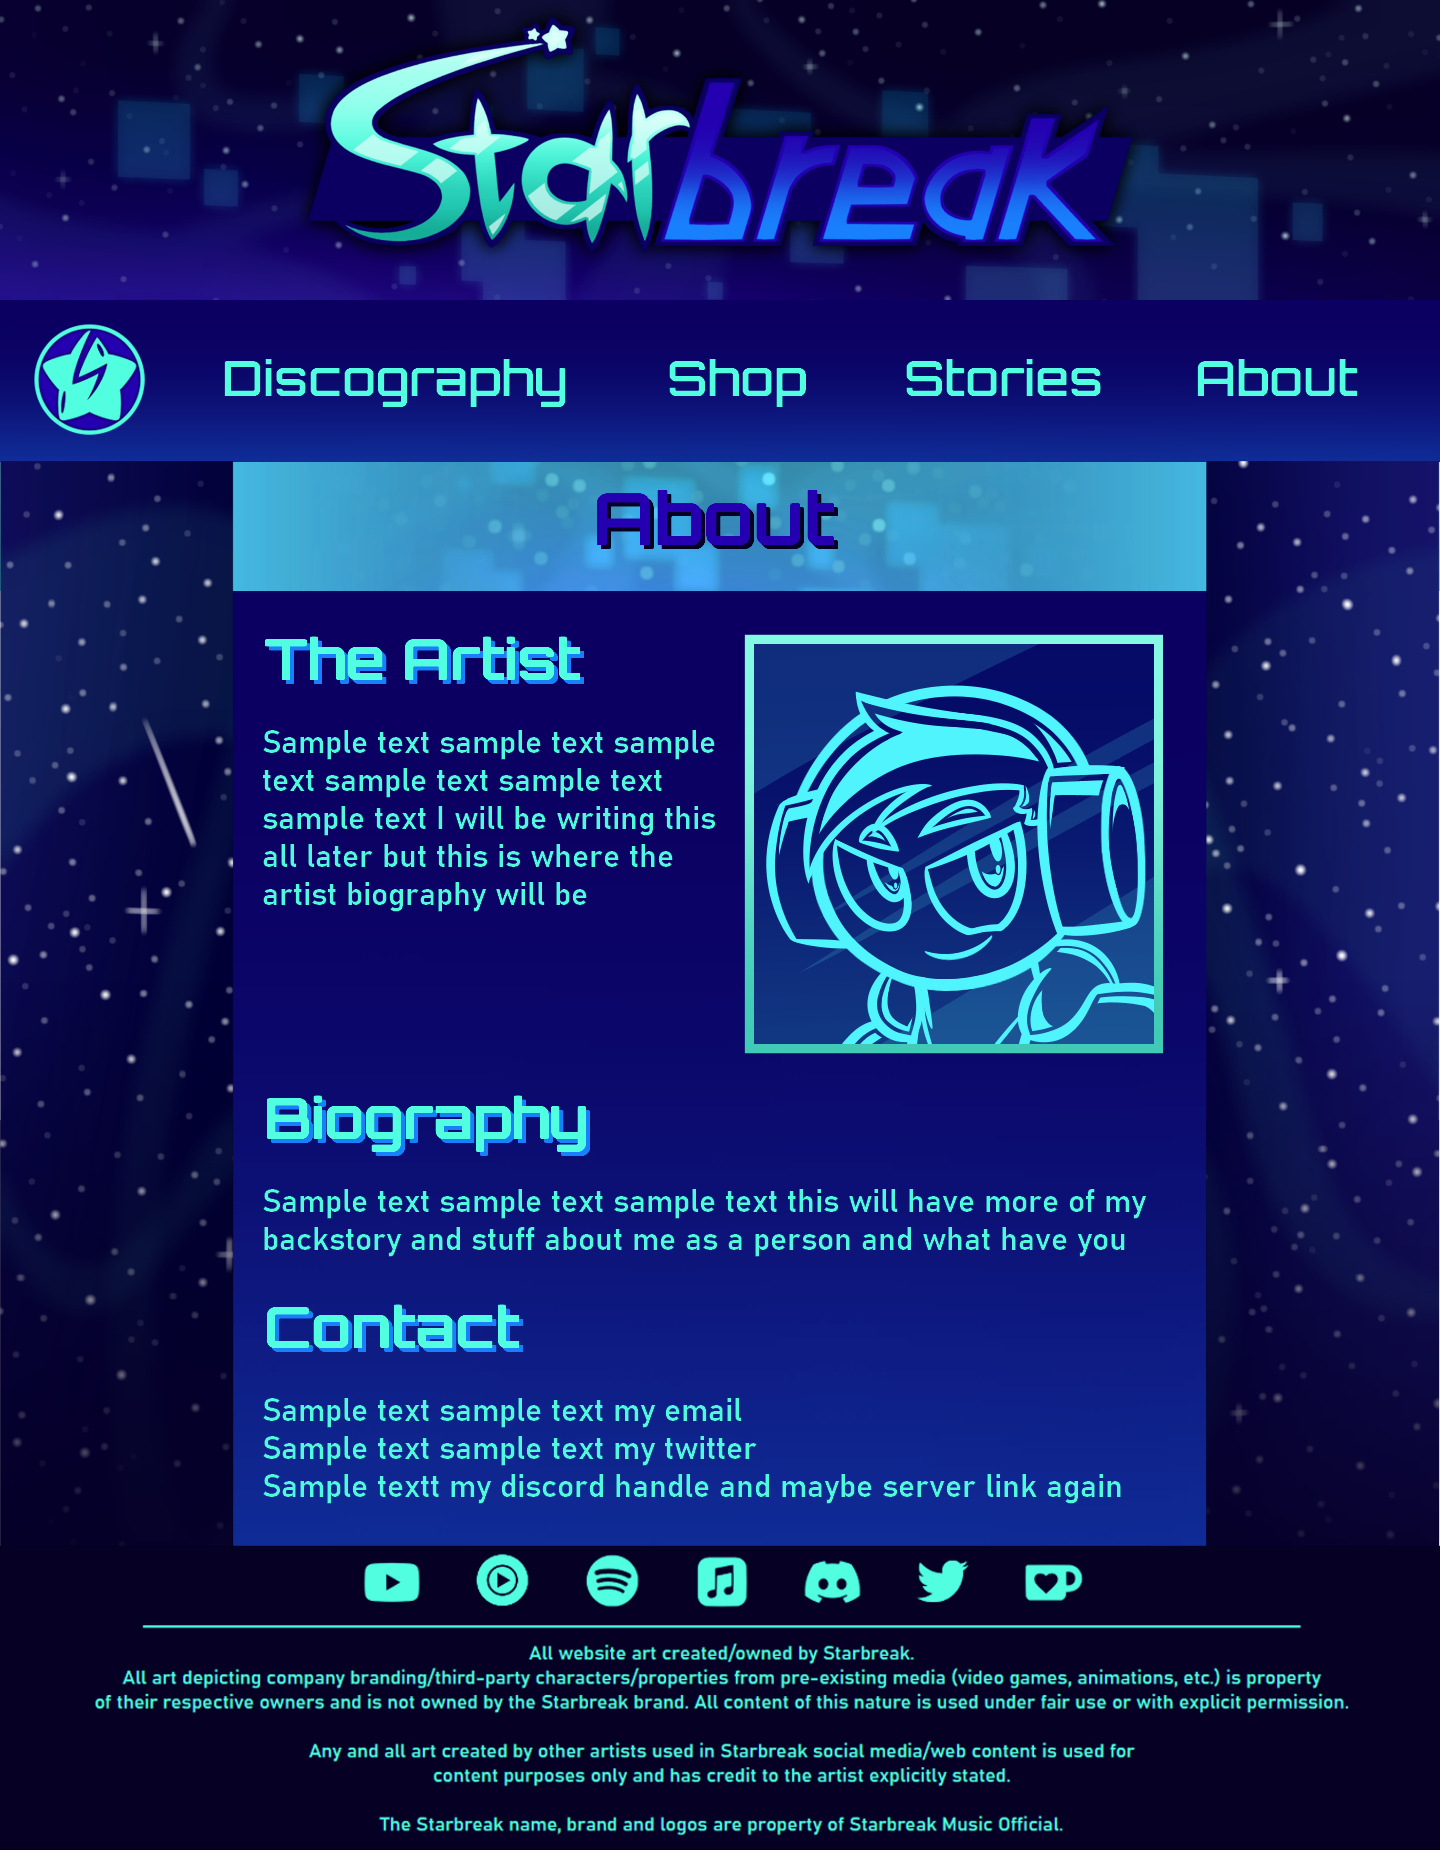 Starbreak
Discography Shop Stories About
About
The Artist
Sample text sample text sample
text sample text sample text
sample text I will be writing this
all later but this is where the
artist biography will be
Biography
Sample text sample text sample text this will have more of my
backstory and stuff about me as a person and what have you
Contact
Sample text sample text my email
Sample text sample text my twitter
Sample textt my discord handle and maybe server link again
All website art created/owned by Starbreak.
All art depicting company branding/third-party characters/properties from pre-existing media (video games, animations, etc.) is property
of their respective owners and is not owned by the Starbreak brand. All content of this nature is used under fair use or with explicit permission.
Any and all art created by other artists used in Starbreak social media/web content is used for
content purposes only and has credit to the artist explicitly stated.
The Starbreak name, brand and logos are property of Starbreak Music Official.